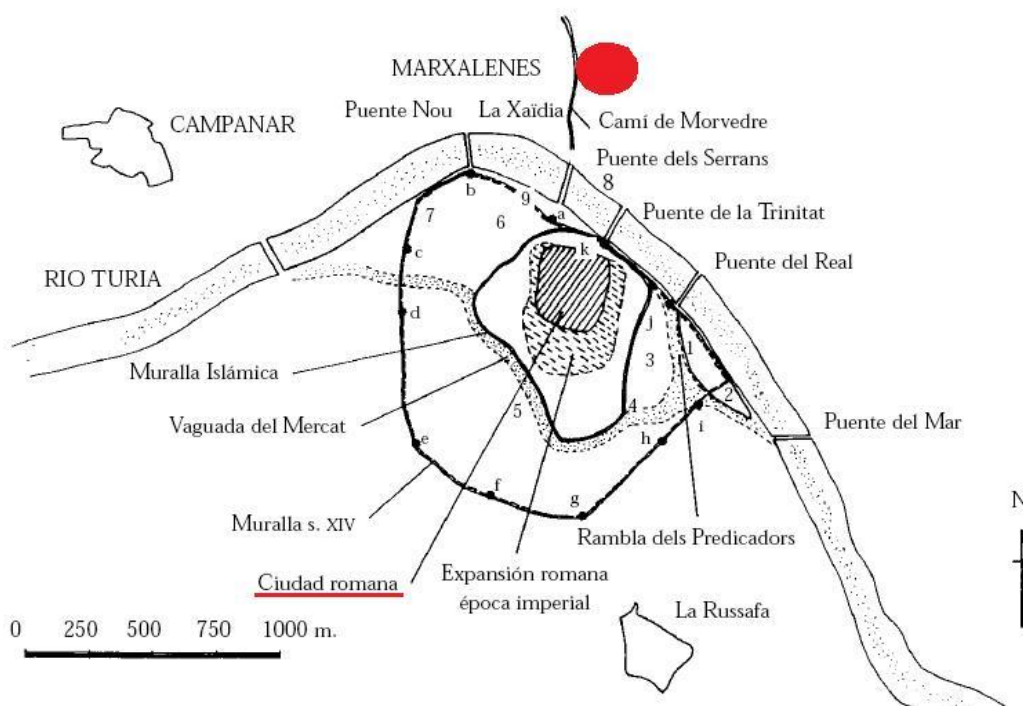 MARXALENES
Puente Nou
La Xaïdia
CAMPANAR
Camí de Morvedre
Puente dels Serrans
8
b
9
a
7
6
Puente de la Trinitat
k
c
Puente del Real
RIO TURIA
d
j
1
Muralla Islámica
3
2
Vaguada del Mercat
5
4
i
Puente del Mar
e
h
f
g
N
Muralla s. XIV
Rambla dels Predicadors
Ciudad romana
Expansión romana
época imperial
La Russafa
0 250 500 750 1000 m.